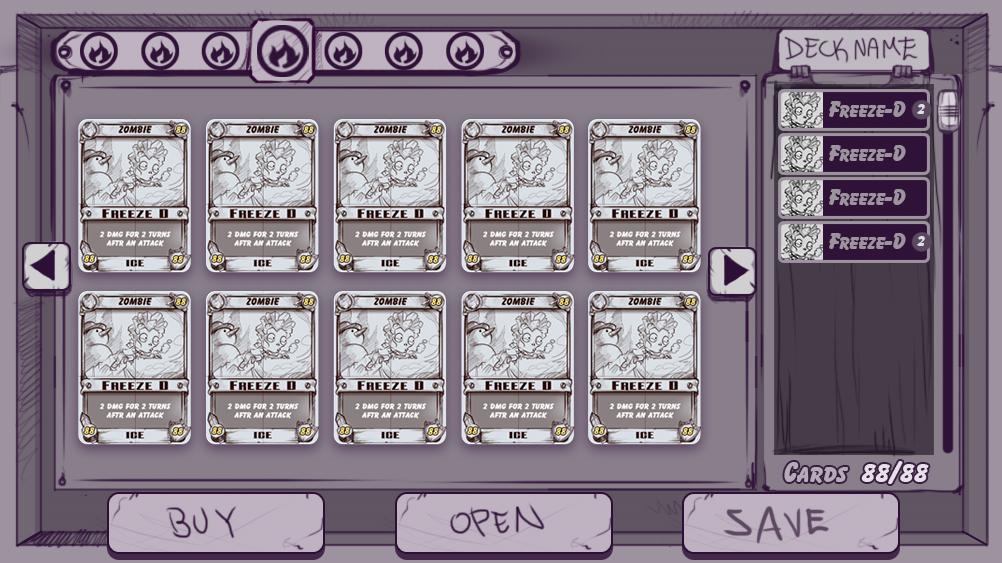 DECK NAME
FREEZE-D 2
FREEZE-D
FREEZE-D
FREEZE-D 2
ZOMBIE 88
FREEZE D
2 DMG FOR 2 TURNS
AFTR AN ATTACK
88 ICE 88
ZOMBIE 88
FREEZE D
2 DMG FOR 2 TURNS
AFTR AN ATTACK
88 ICE 88
ZOMBIE 88
FREEZE D
2 DMG FOR 2 TURNS
AFTR AN ATTACK
88 ICE 88
ZOMBIE 88
FREEZE D
2 DMG FOR 2 TURNS
AFTR AN ATTACK
88 ICE 88
ZOMBIE 88
FREEZE D
2 DMG FOR 2 TURNS
AFTR AN ATTACK
88 ICE 88
ZOMBIE 88
FREEZE D
2 DMG FOR 2 TURNS
AFTR AN ATTACK
88 ICE 88
ZOMBIE 88
FREEZE D
2 DMG FOR 2 TURNS
AFTR AN ATTACK
88 ICE 88
ZOMBIE 88
FREEZE D
2 DMG FOR 2 TURNS
AFTR AN ATTACK
88 ICE 88
ZOMBIE 88
FREEZE D
2 DMG FOR 2 TURNS
AFTR AN ATTACK
88 ICE 88
ZOMBIE 88
FREEZE D
2 DMG FOR 2 TURNS
AFTR AN ATTACK
88 ICE 88
CARDS 88/88
BUY
OPEN
SAVE